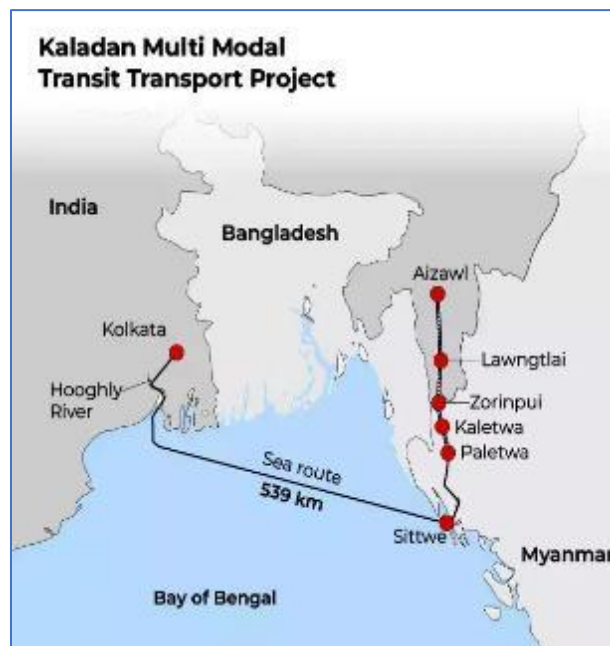 Kaladan Multi Modal
Transit Transport Project
India
Bangladesh
Aizawl
Kolkata
Lawngtlai
Hooghly
River
Zorinpui
Kaletwa
Paletwa
Sea route
539 km
Sittwe
Myanmar
Bay of Bengal